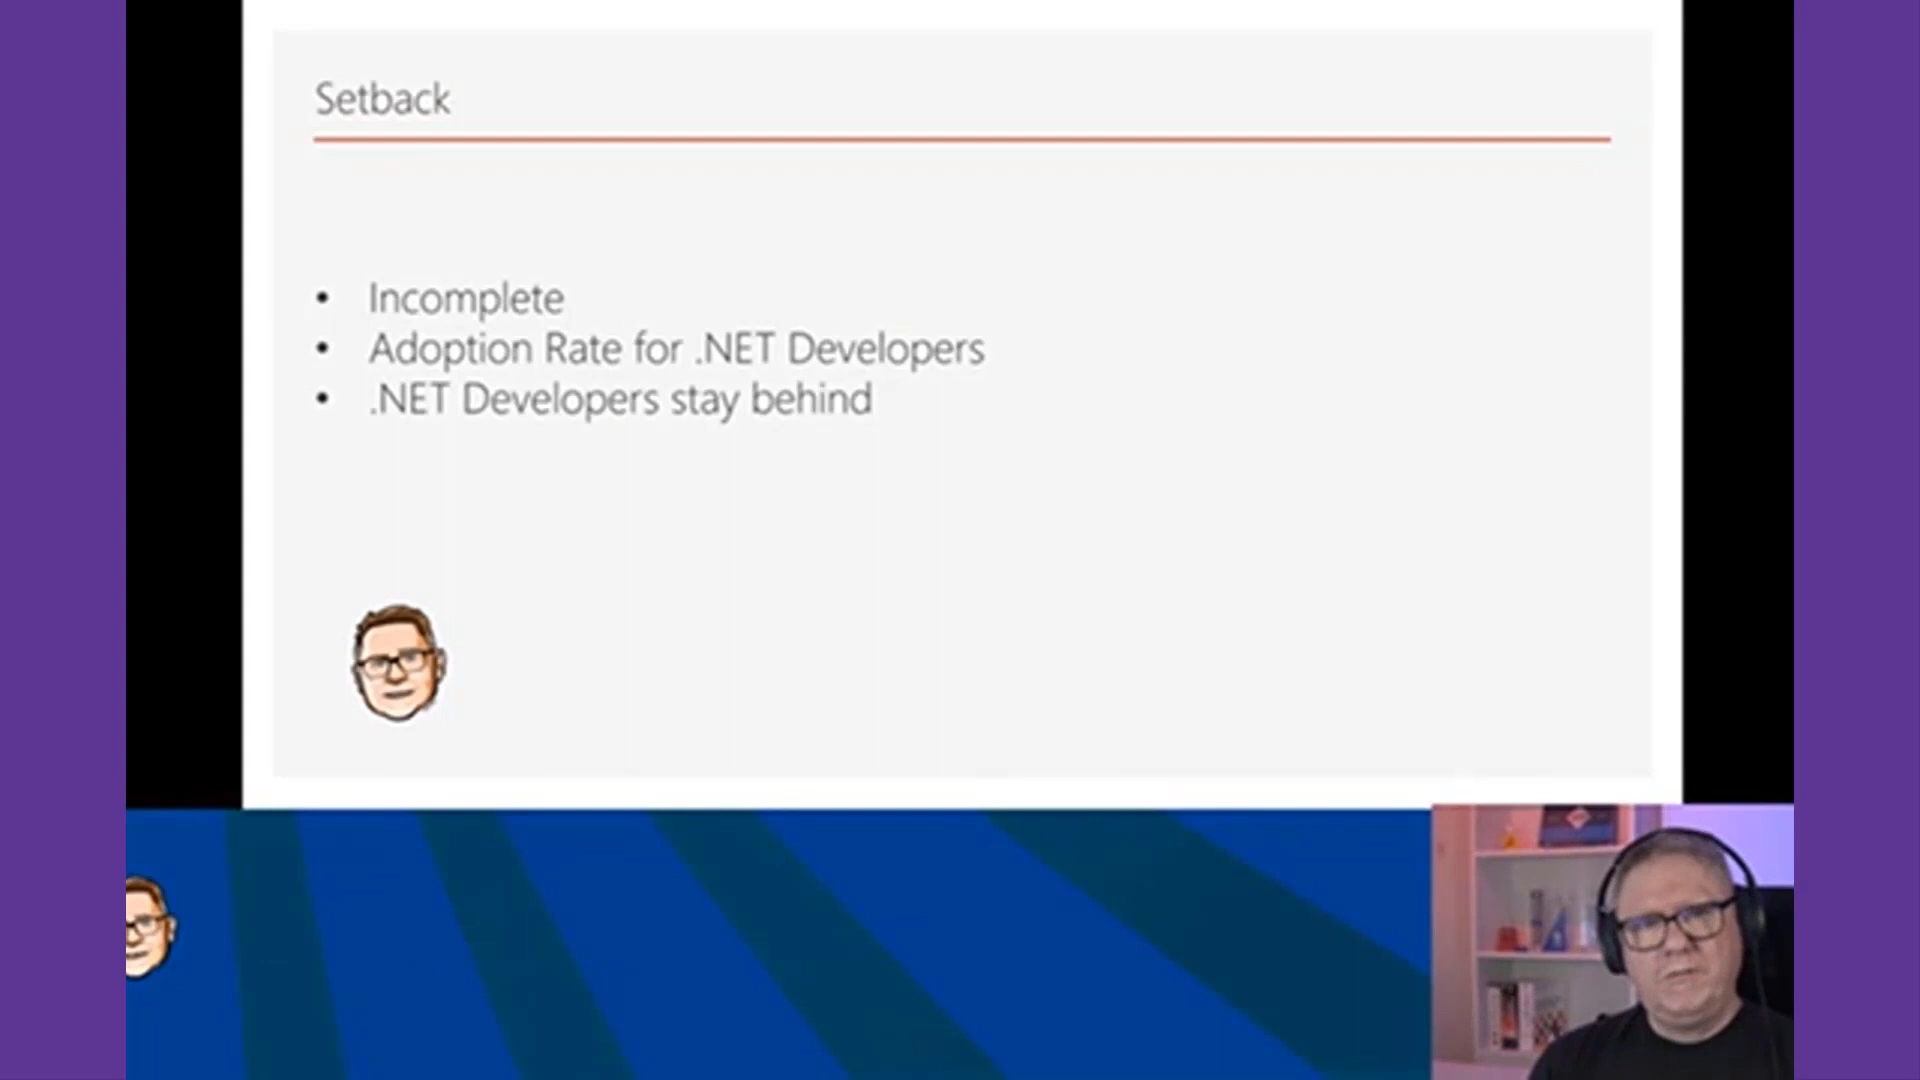 Setback
• Incomplete
• Adoption Rate for .NET Developers
• .NET Developers stay behind